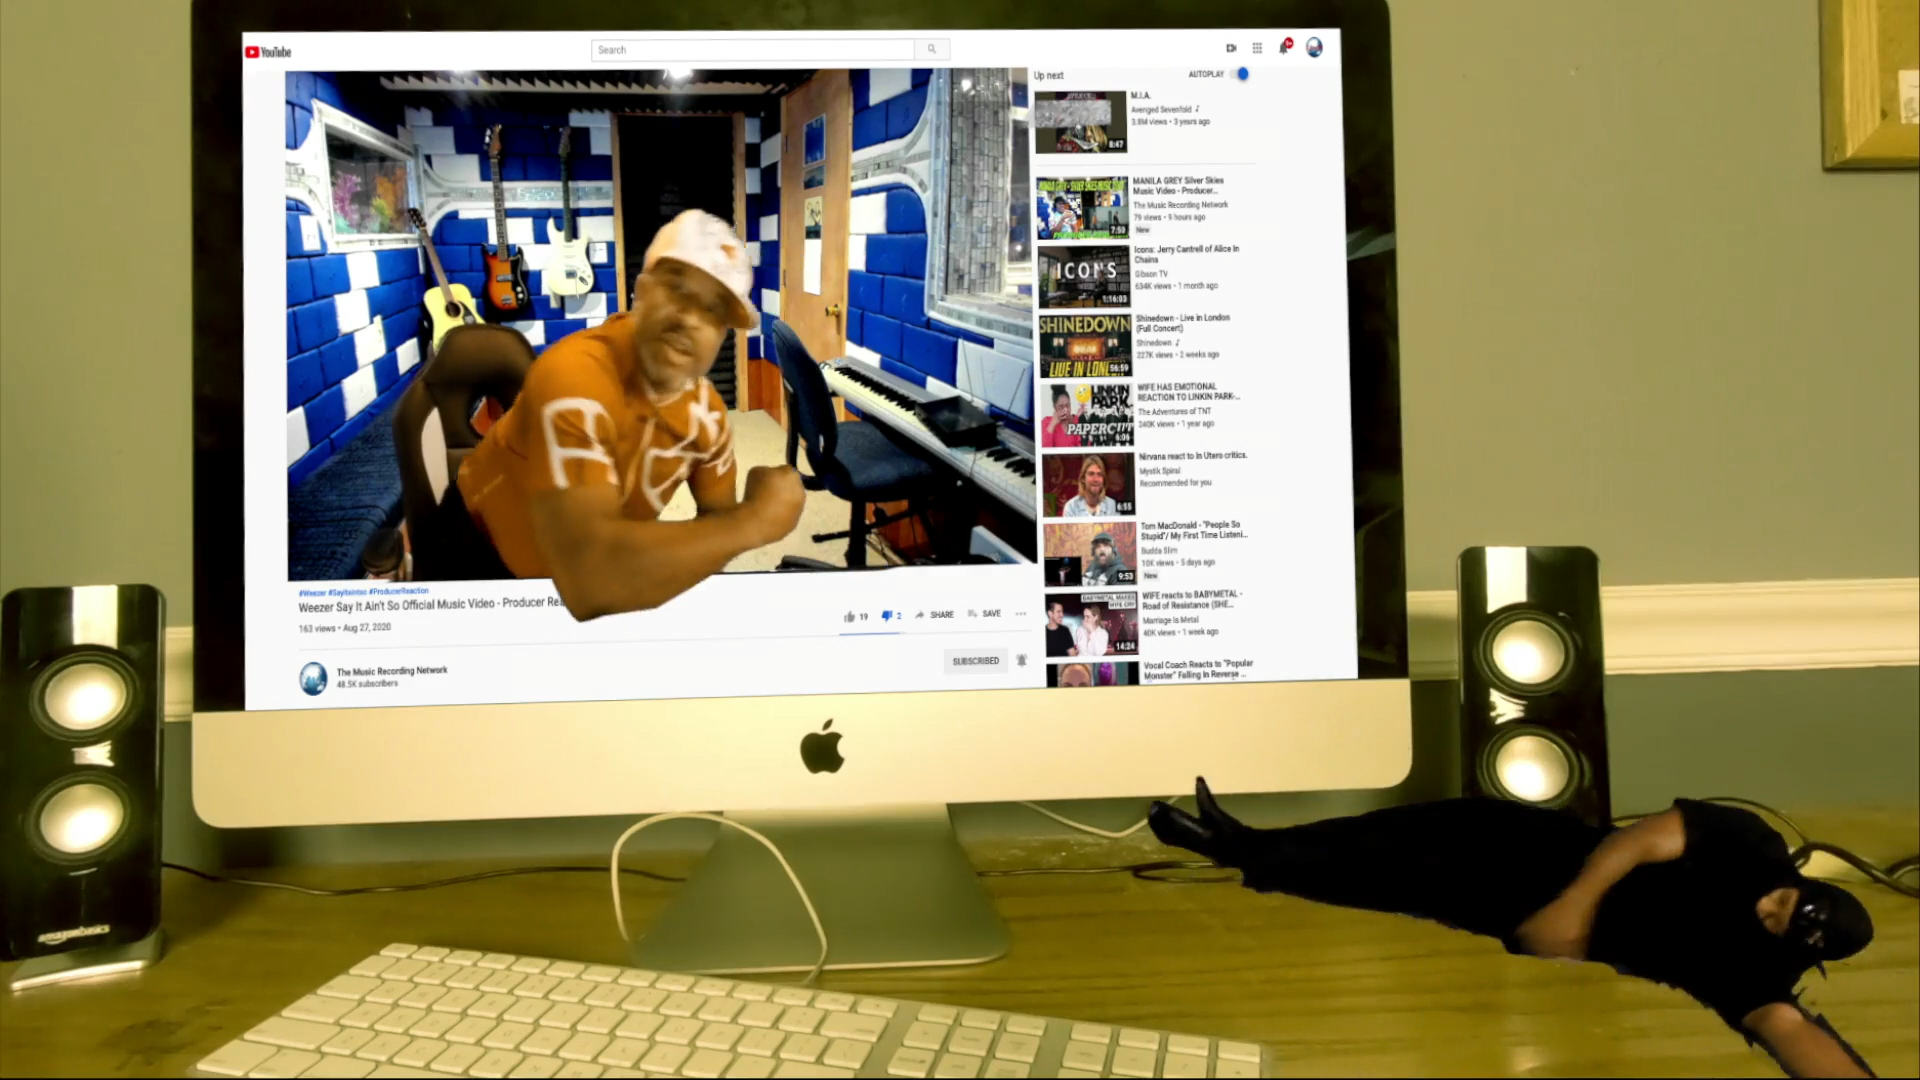 YouTube
Search
9+
Up next
AUTOPLAY
M.I.A.
Avenged Sevenfold ♪
3.8M views • 3 years ago
8:47
MANILA GREY Silver Skies
Music Video - Producer...
The Music Recording Network
79 views • 9 hours ago
New
7:59
Icons: Jerry Cantrell of Alice In
Chains
Gibson TV
634K views • 1 month ago
ICONS
1:16:03
Shinedown - Live in London
(Full Concert)
Shinedown ♪
227K views • 2 weeks ago
SHINEDOWN
LIVE IN LON
56:59
WIFE HAS EMOTIONAL
REACTION TO LINKIN PARK-...
The Adventures of TNT
240K views • 1 year ago
LINKIN
PARK
PAPERCUT
6:06
Nirvana react to In Utero critics.
Mystik Spiral
Recommended for you
6:55
Tom MacDonald - "People So
Stupid"/ My First Time Listeni...
Budda Slim
10K views • 5 days ago
New
9:53
WIFE reacts to BABYMETAL -
Road of Resistance (SHE...
Marriage Is Metal
40K views • 1 week ago
BABYMETAL MAKES
WIFE CRY
14:24
Vocal Coach Reacts to "Popular
Monster" Falling In Reverse ...
#Weezer #SayItAintSo #ProducerReaction
Weezer Say It Ain't So Official Music Video - Producer Rea
163 views • Aug 27, 2020
19
2
SHARE
SAVE
The Music Recording Network
48.5K subscribers
SUBSCRIBED
amazonbasics